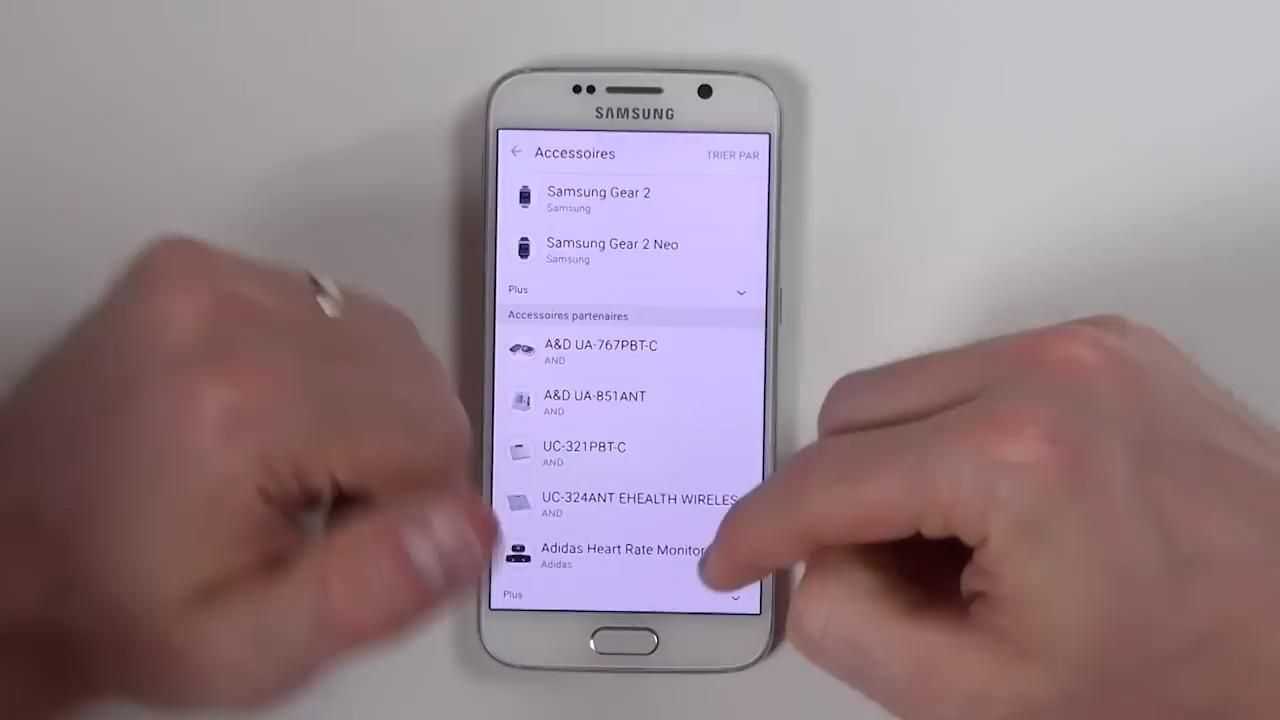 SAMSUNG
Accessoires
TRIER PAR
Samsung Gear 2
Samsung
Samsung Gear 2 Neo
Samsung
Plus
Accessoires partenaires
A&D UA-767PBT-C
AND
A&D UA-851ANT
AND
UC-321PBT-C
AND
UC-324ANT EHEALTH WIRELES
AND
Adidas Heart Rate Monitor
Adidas
Plus